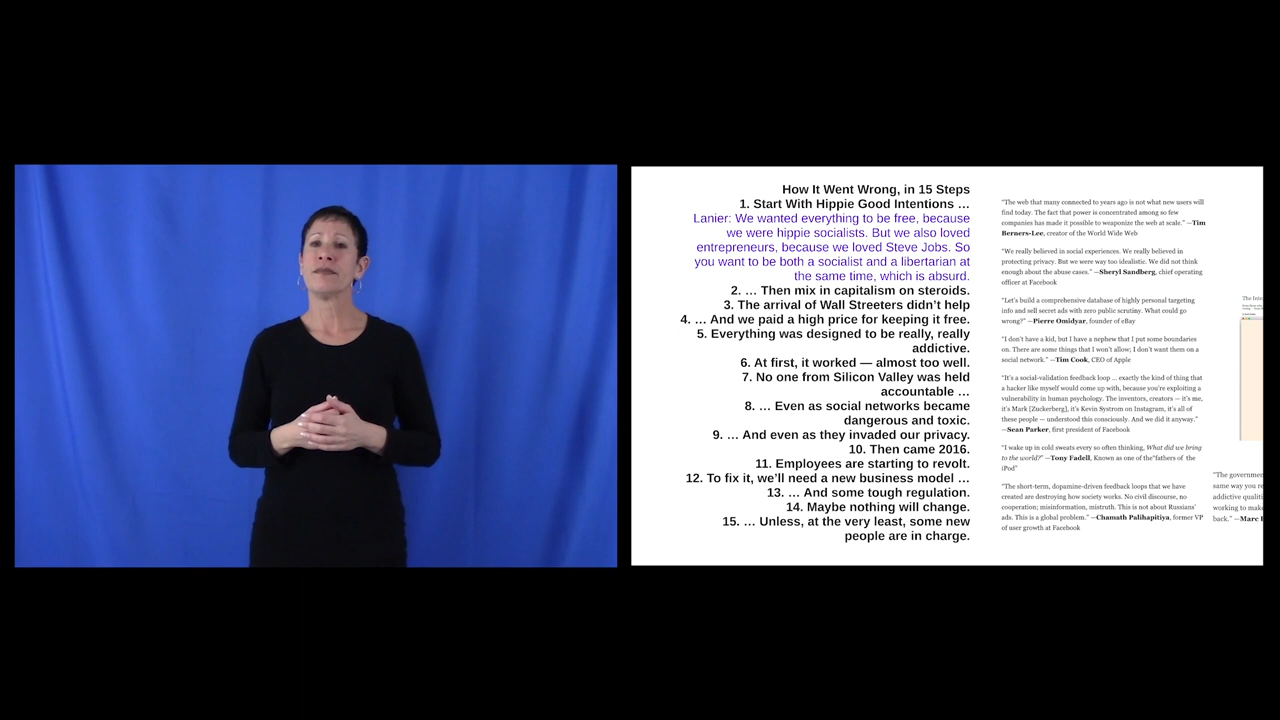 How It Went Wrong, in 15 Steps
1. Start With Hippie Good Intentions …
Lanier: We wanted everything to be free, because
we were hippie socialists. But we also loved
entrepreneurs, because we loved Steve Jobs. So
you want to be both a socialist and a libertarian at
the same time, which is absurd.
2. … Then mix in capitalism on steroids.
3. The arrival of Wall Streeters didn’t help
4. … And we paid a high price for keeping it free.
5. Everything was designed to be really, really
addictive.
6. At first, it worked — almost too well.
7. No one from Silicon Valley was held
accountable …
8. … Even as social networks became
dangerous and toxic.
9. … And even as they invaded our privacy.
10. Then came 2016.
11. Employees are starting to revolt.
12. To fix it, we’ll need a new business model …
13. … And some tough regulation.
14. Maybe nothing will change.
15. … Unless, at the very least, some new
people are in charge.
“The web that many connected to years ago is not what new users will
find today. The fact that power is concentrated among so few
companies has made it possible to weaponize the web at scale.” —Tim
Berners-Lee, creator of the World Wide Web
“We really believed in social experiences. We really believed in
protecting privacy. But we were way too idealistic. We did not think
enough about the abuse cases.” —Sheryl Sandberg, chief operating
officer at Facebook
“Let’s build a comprehensive database of highly personal targeting
info and sell secret ads with zero public scrutiny. What could go
wrong?” —Pierre Omidyar, founder of eBay
“I don’t have a kid, but I have a nephew that I put some boundaries
on. There are some things that I won’t allow; I don’t want them on a
social network.” —Tim Cook, CEO of Apple
“It’s a social-validation feedback loop … exactly the kind of thing that
a hacker like myself would come up with, because you’re exploiting a
vulnerability in human psychology. The inventors, creators — it’s me,
it’s Mark [Zuckerberg], it’s Kevin Systrom on Instagram, it’s all of
these people — understood this consciously. And we did it anyway.”
—Sean Parker, first president of Facebook
“I wake up in cold sweats every so often thinking, What did we bring
to the world?” —Tony Fadell, Known as one of the“fathers of the
iPod”
“The short-term, dopamine-driven feedback loops that we have
created are destroying how society works. No civil discourse, no
cooperation; misinformation, mistruth. This is not about Russians’
ads. This is a global problem.” —Chamath Palihapitiya, former VP
of user growth at Facebook
The Inte
“The governmen
same way you re
addictive qualiti
working to make
back.” —Marc